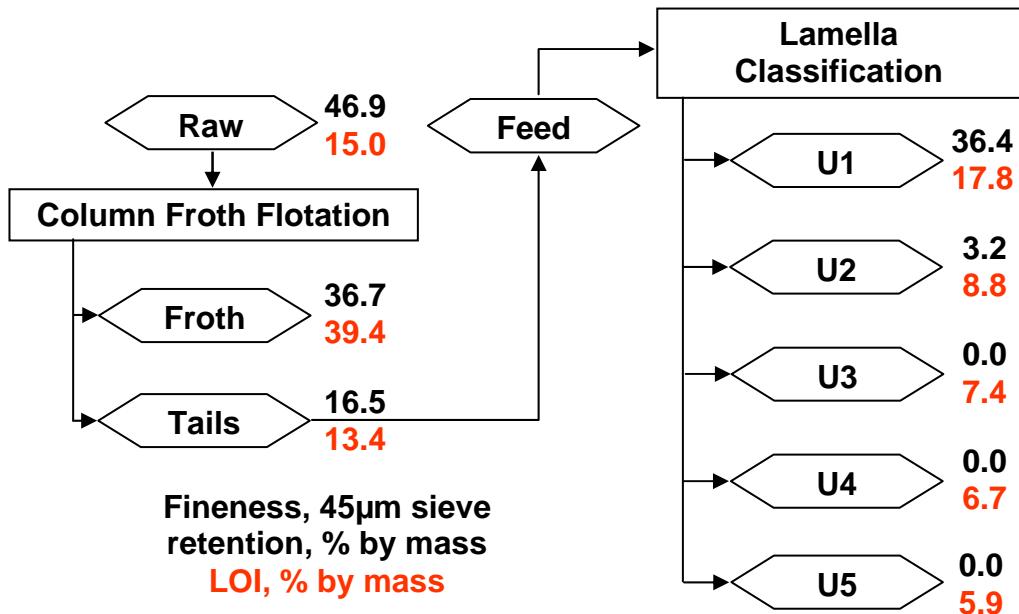 Raw
46.9
15.0
Column Froth Flotation
Froth
36.7
39.4
Tails
16.5
13.4
Fineness, 45µm sieve
retention, % by mass
LOI, % by mass
Feed
Lamella
Classification
U1
36.4
17.8
U2
3.2
8.8
U3
0.0
7.4
U4
0.0
6.7
U5
0.0
5.9